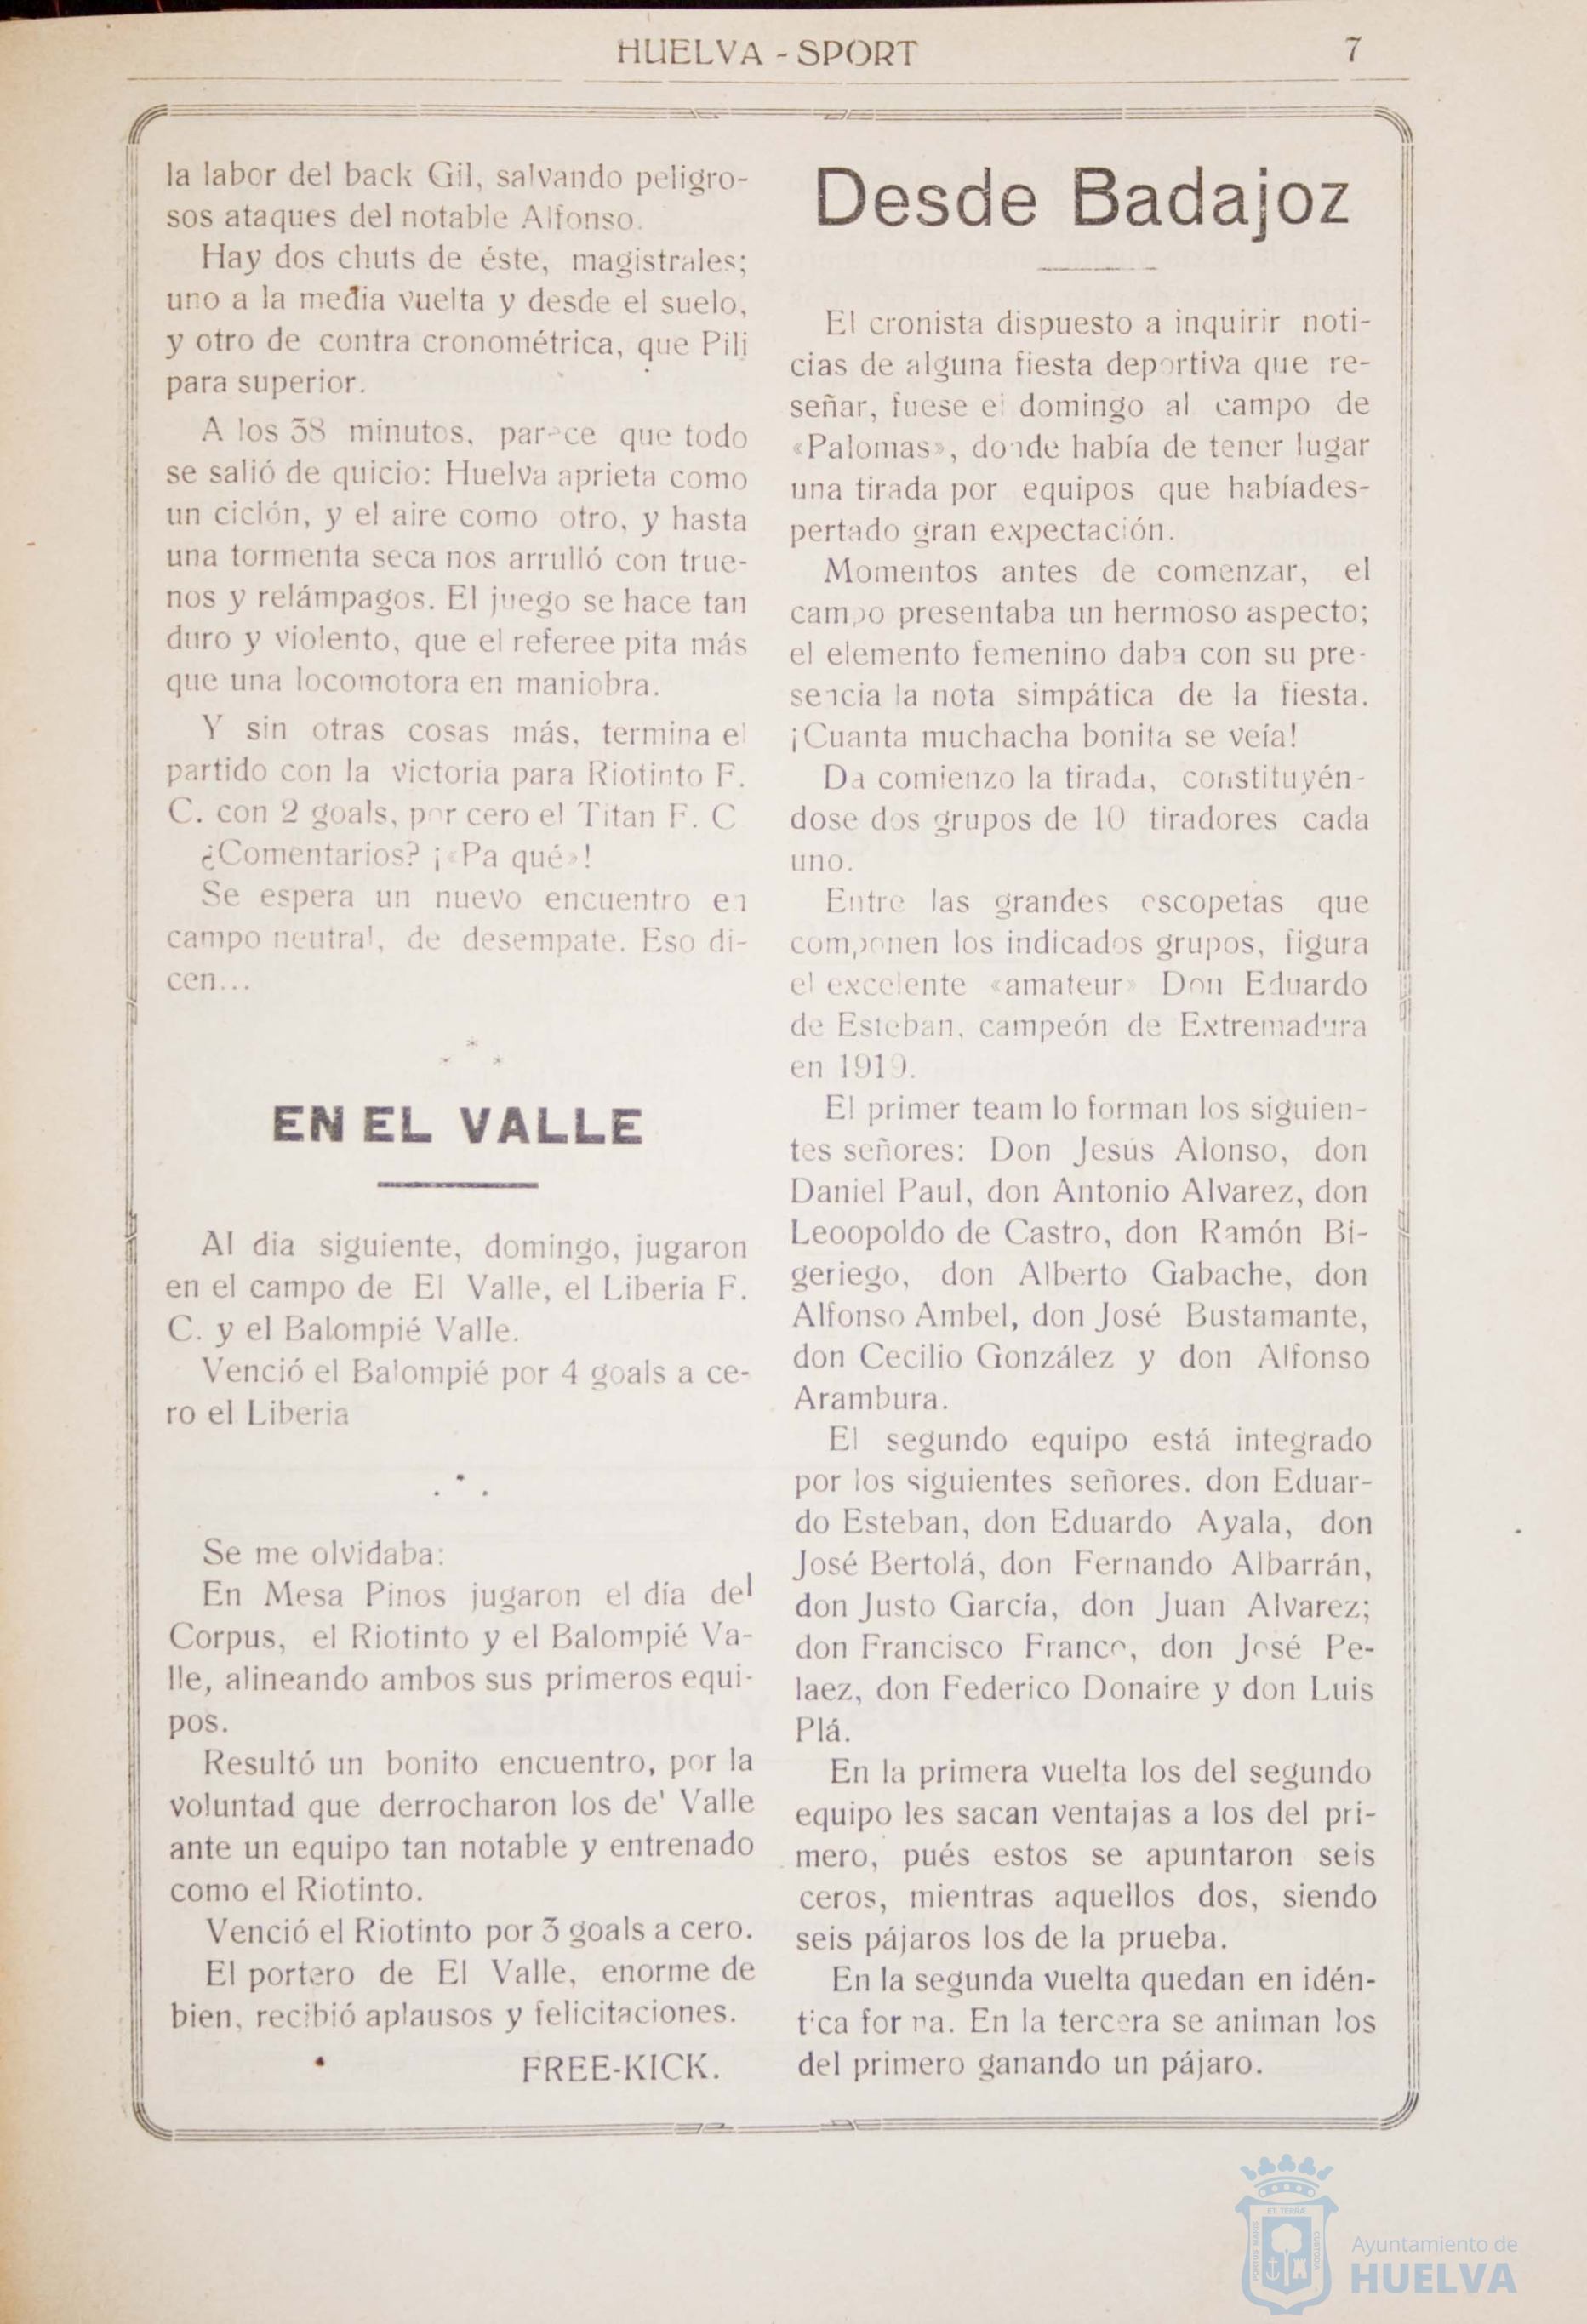 HUELVA - SPORT
7
la labor del back Gil, salvando peligro-
sos ataques del notable Alfonso.
Hay dos chuts de éste, magistrales;
uno a la media vuelta y desde el suelo,
y otro de contra cronométrica, que Pili
para superior.
A los 38 minutos, parece que todo
se salió de quicio: Huelva aprieta como
un ciclón, y el aire como otro, y hasta
una tormenta seca nos arrulló con true-
nos y relámpagos. El juego se hace tan
duro y violento, que el referee pita más
que una locomotora en maniobra.
Y sin otras cosas más, termina el
partido con la victoria para Riotinto F.
C. con 2 goals, por cero el Titan F. C
¿Comentarios? ¡«Pa qué»!
Se espera un nuevo encuentro en
campo neutral, de desempate. Eso di-
cen...
* * *
EN EL VALLE
Al dia siguiente, domingo, jugaron
en el campo de El Valle, el Liberia F.
C. y el Balompié Valle.
Venció el Balompié por 4 goals a ce-
ro el Liberia
Se me olvidaba:
En Mesa Pinos jugaron el día del
Corpus, el Riotinto y el Balompié Va-
lle, alineando ambos sus primeros equi-
pos.
Resultó un bonito encuentro, por la
voluntad que derrocharon los de' Valle
ante un equipo tan notable y entrenado
como el Riotinto.
Venció el Riotinto por 3 goals a cero.
El portero de El Valle, enorme de
bien, recibió aplausos y felicitaciones.
FREE-KICK.
Desde Badajoz
El cronista dispuesto a inquirir noti-
cias de alguna fiesta deportiva que re-
señar, fuese el domingo al campo de
«Palomas», donde había de tener lugar
una tirada por equipos que habíades-
pertado gran expectación.
Momentos antes de comenzar, el
campo presentaba un hermoso aspecto;
el elemento femenino daba con su pre-
sencia la nota simpática de la fiesta.
¡Cuanta muchacha bonita se veía!
Da comienzo la tirada, constituyén-
dose dos grupos de 10 tiradores cada
uno.
Entre las grandes escopetas que
componen los indicados grupos, figura
el excelente «amateur» Don Eduardo
de Esteban, campeón de Extremadura
en 1919.
El primer team lo forman los siguien-
tes señores: Don Jesús Alonso, don
Daniel Paul, don Antonio Alvarez, don
Leoopoldo de Castro, don Ramón Bi-
geriego, don Alberto Gabache, don
Alfonso Ambel, don José Bustamante,
don Cecilio González y don Alfonso
Arambura.
El segundo equipo está integrado
por los siguientes señores. don Eduar-
do Esteban, don Eduardo Ayala, don
José Bertolá, don Fernando Albarrán,
don Justo García, don Juan Alvarez;
don Francisco Franco, don José Pe-
laez, don Federico Donaire y don Luis
Plá.
En la primera vuelta los del segundo
equipo les sacan ventajas a los del pri-
mero, pués estos se apuntaron seis
ceros, mientras aquellos dos, siendo
seis pájaros los de la prueba.
En la segunda vuelta quedan en idén-
tica forma. En la tercera se animan los
del primero ganando un pájaro.
ET TERRÆ
PORTUS MARIS
CUSTODIA
Ayuntamiento de
HUELVA